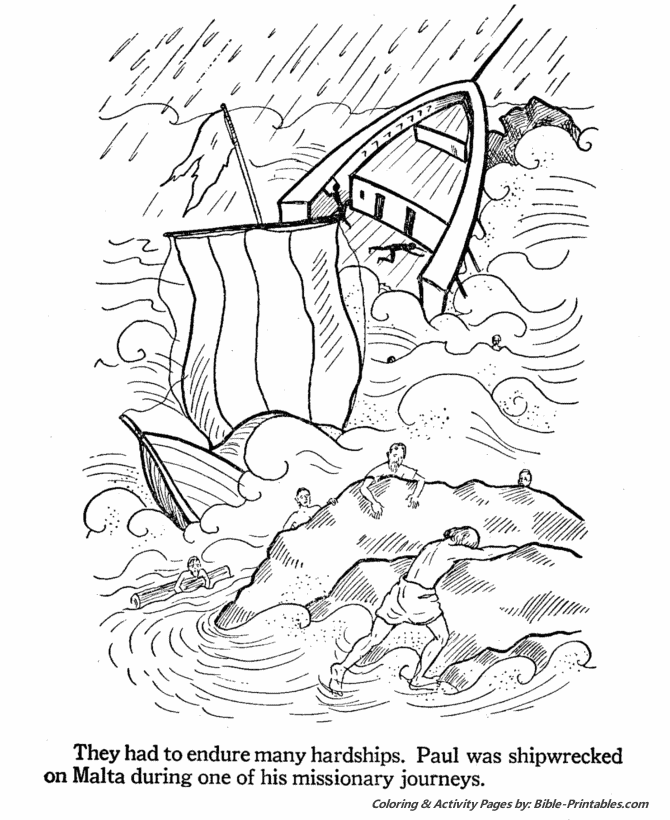 They had to endure many hardships. Paul was shipwrecked
on Malta during one of his missionary journeys.
Coloring & Activity Pages by: Bible-Printables.com